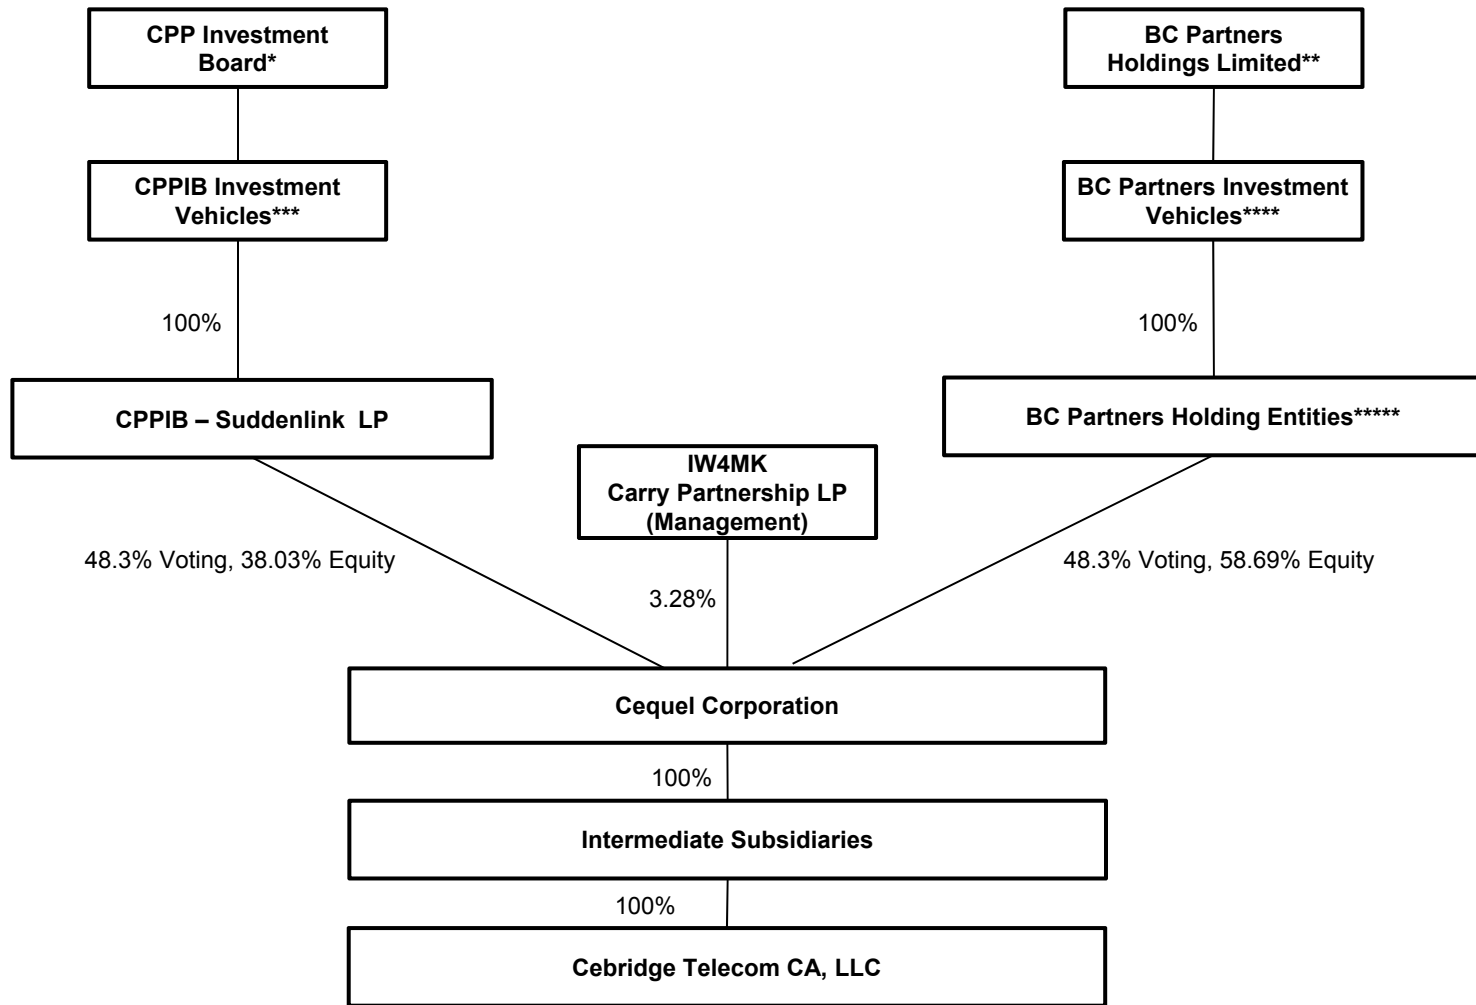 CPP Investment
Board*
BC Partners
Holdings Limited**
CPPIB Investment
Vehicles***
BC Partners Investment
Vehicles****
100%
100%
CPPIB – Suddenlink LP
BC Partners Holding Entities*****
IW4MK
Carry Partnership LP
(Management)
48.3% Voting, 38.03% Equity
48.3% Voting, 58.69% Equity
3.28%
Cequel Corporation
100%
Intermediate Subsidiaries
100%
Cebridge Telecom CA, LLC